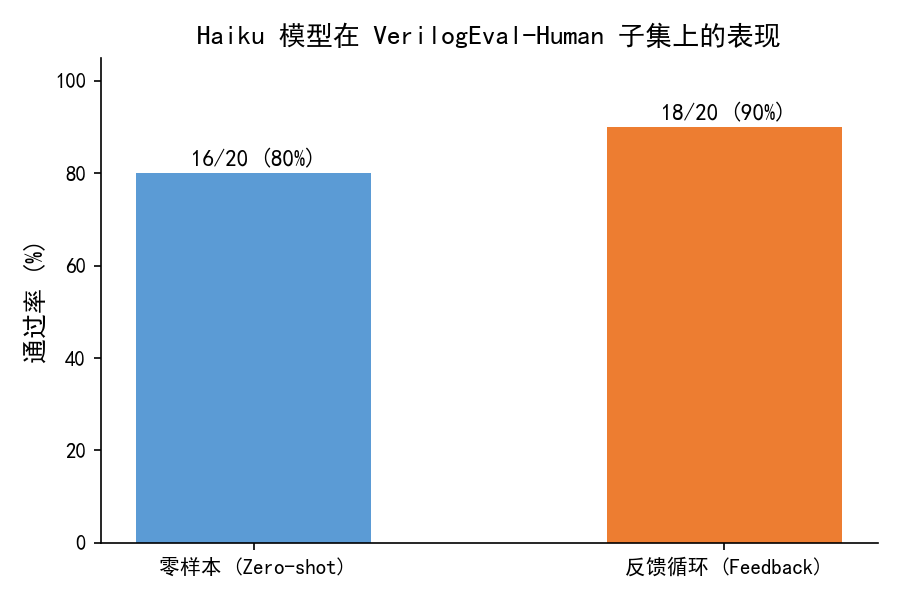 Haiku 模型在 VerilogEval-Human 子集上的表现
通过率 (%)
100
80
60
40
20
0
16/20 (80%)
18/20 (90%)
零样本 (Zero-shot)
反馈循环 (Feedback)